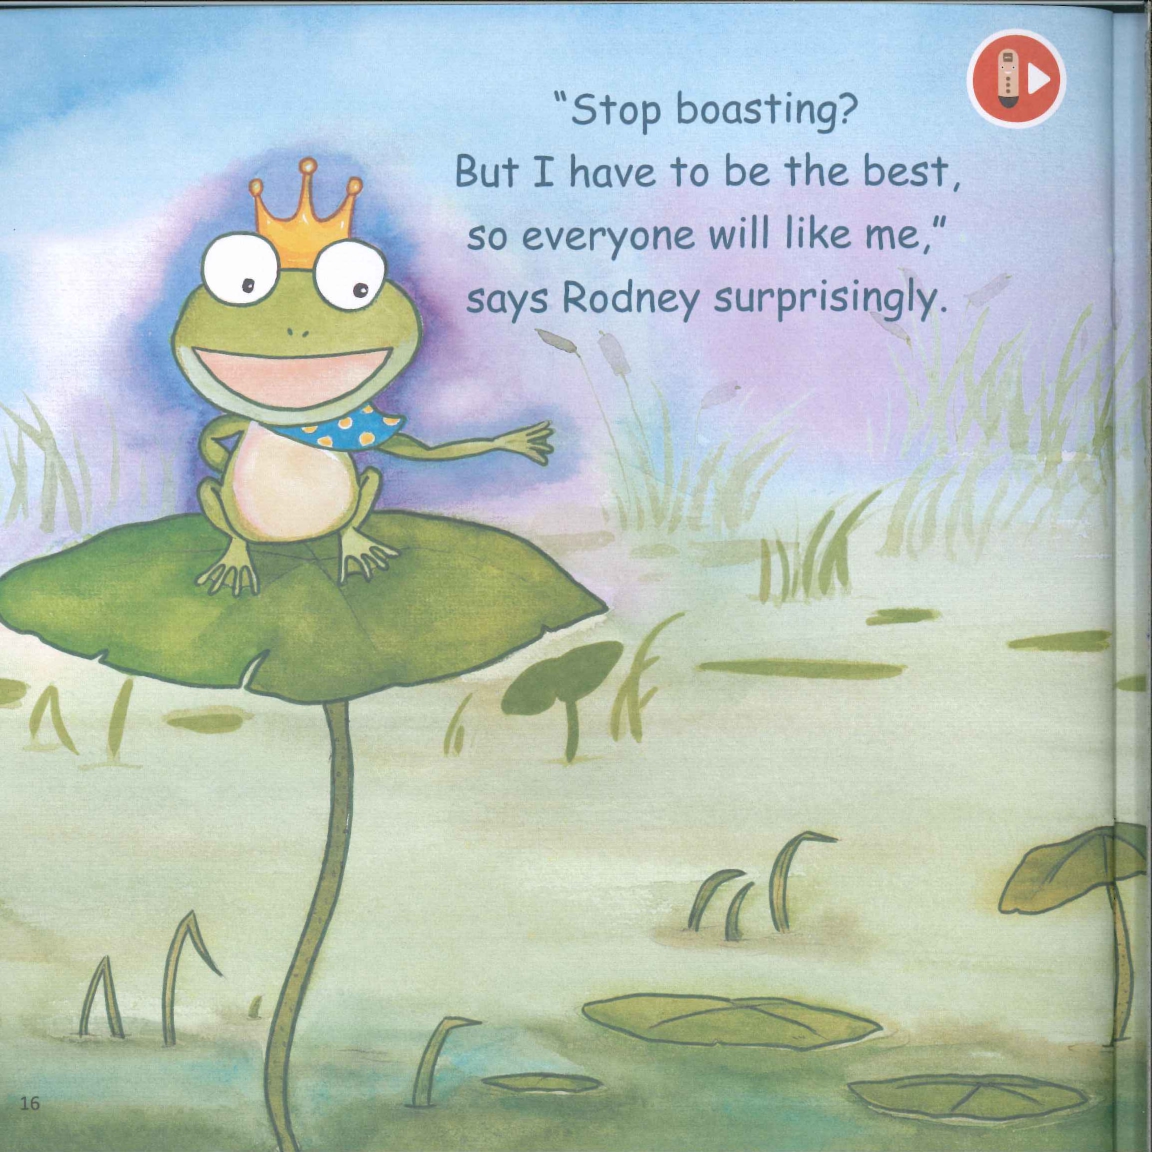 “Stop boasting?
But I have to be the best,
so everyone will like me,”
says Rodney surprisingly.
16